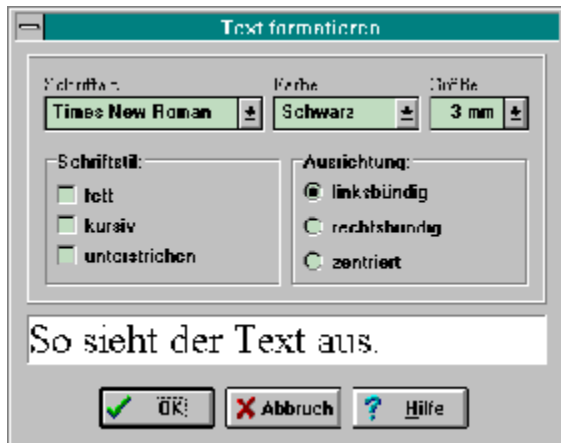 Text formatieren
Schriftart Farbe Größe
Times New Roman Schwarz 3 mm
Schriftstil: Ausrichtung:
fett linksbündig
kursiv rechtsbündig
unterstrichen zentriert
So sieht der Text aus.
OK Abbruch Hilfe